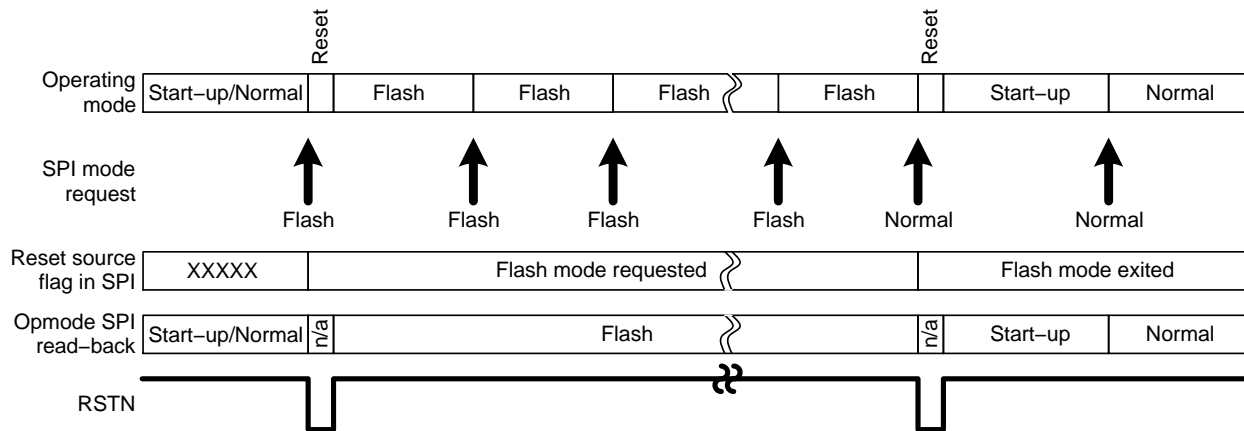 Reset
Reset
Operating mode
Start−up/Normal
Flash
Flash
Flash
Flash
Start−up
Normal
SPI mode request
Flash
Flash
Flash
Flash
Normal
Normal
Reset source flag in SPI
XXXXX
Flash mode requested
Flash mode exited
Opmode SPI read−back
Start−up/Normal
n/a
Flash
n/a
Start−up
Normal
RSTN